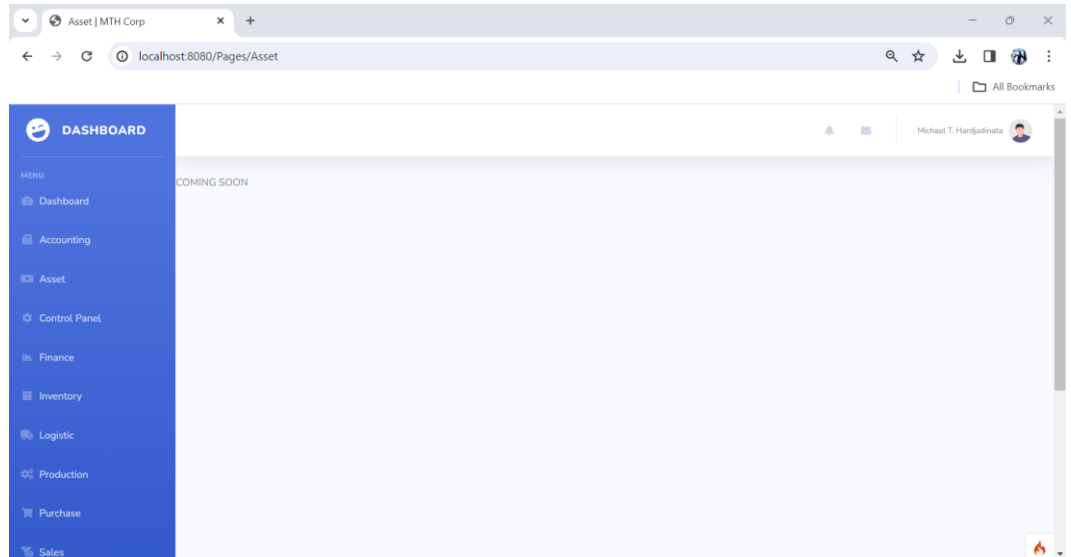 Asset | MTH Corp
localhost:8080/Pages/Asset
All Bookmarks
DASHBOARD
Michael T. Hardjadinata
MENU
COMING SOON
Dashboard
Accounting
Asset
Control Panel
Finance
Inventory
Logistic
Production
Purchase
Sales